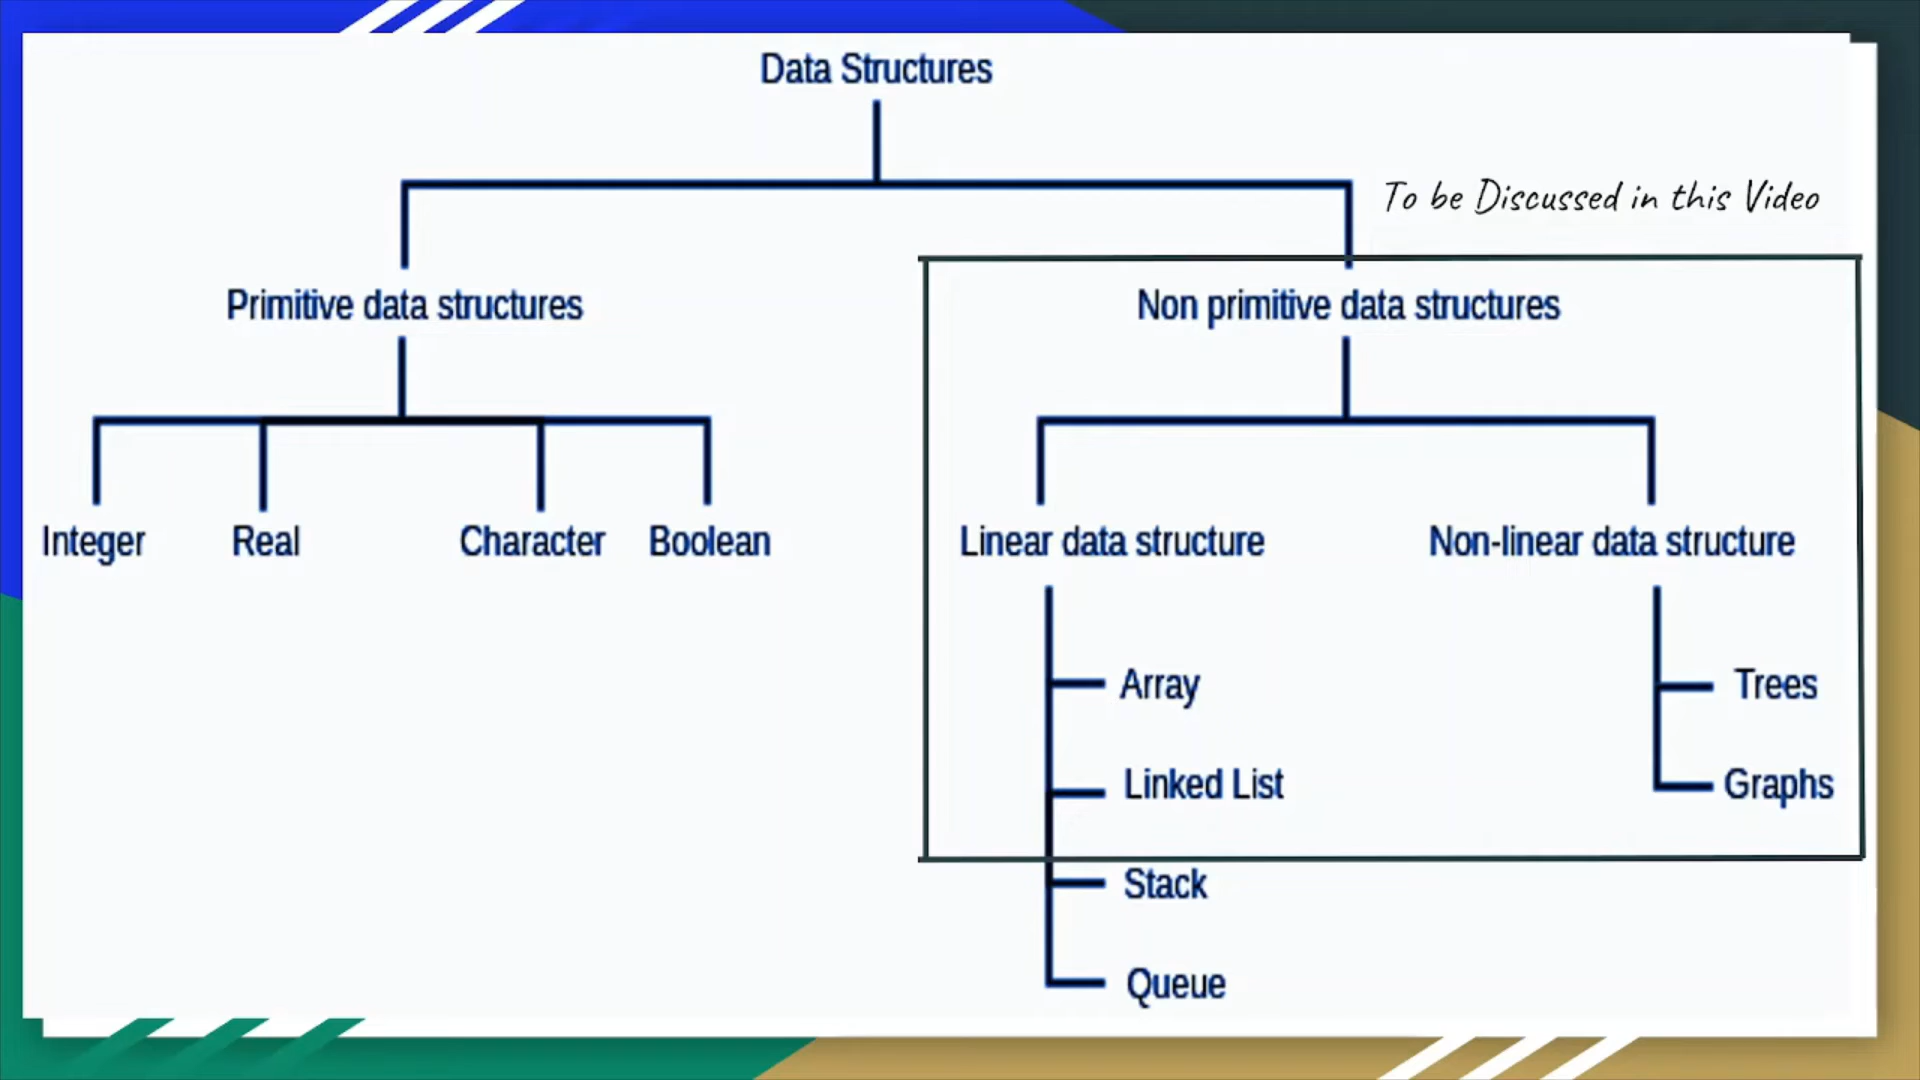 Data Structures
To be Discussed in this Video
Primitive data structures
Non primitive data structures
Integer
Real
Character
Boolean
Linear data structure
Non-linear data structure
Array
Trees
Linked List
Graphs
Stack
Queue